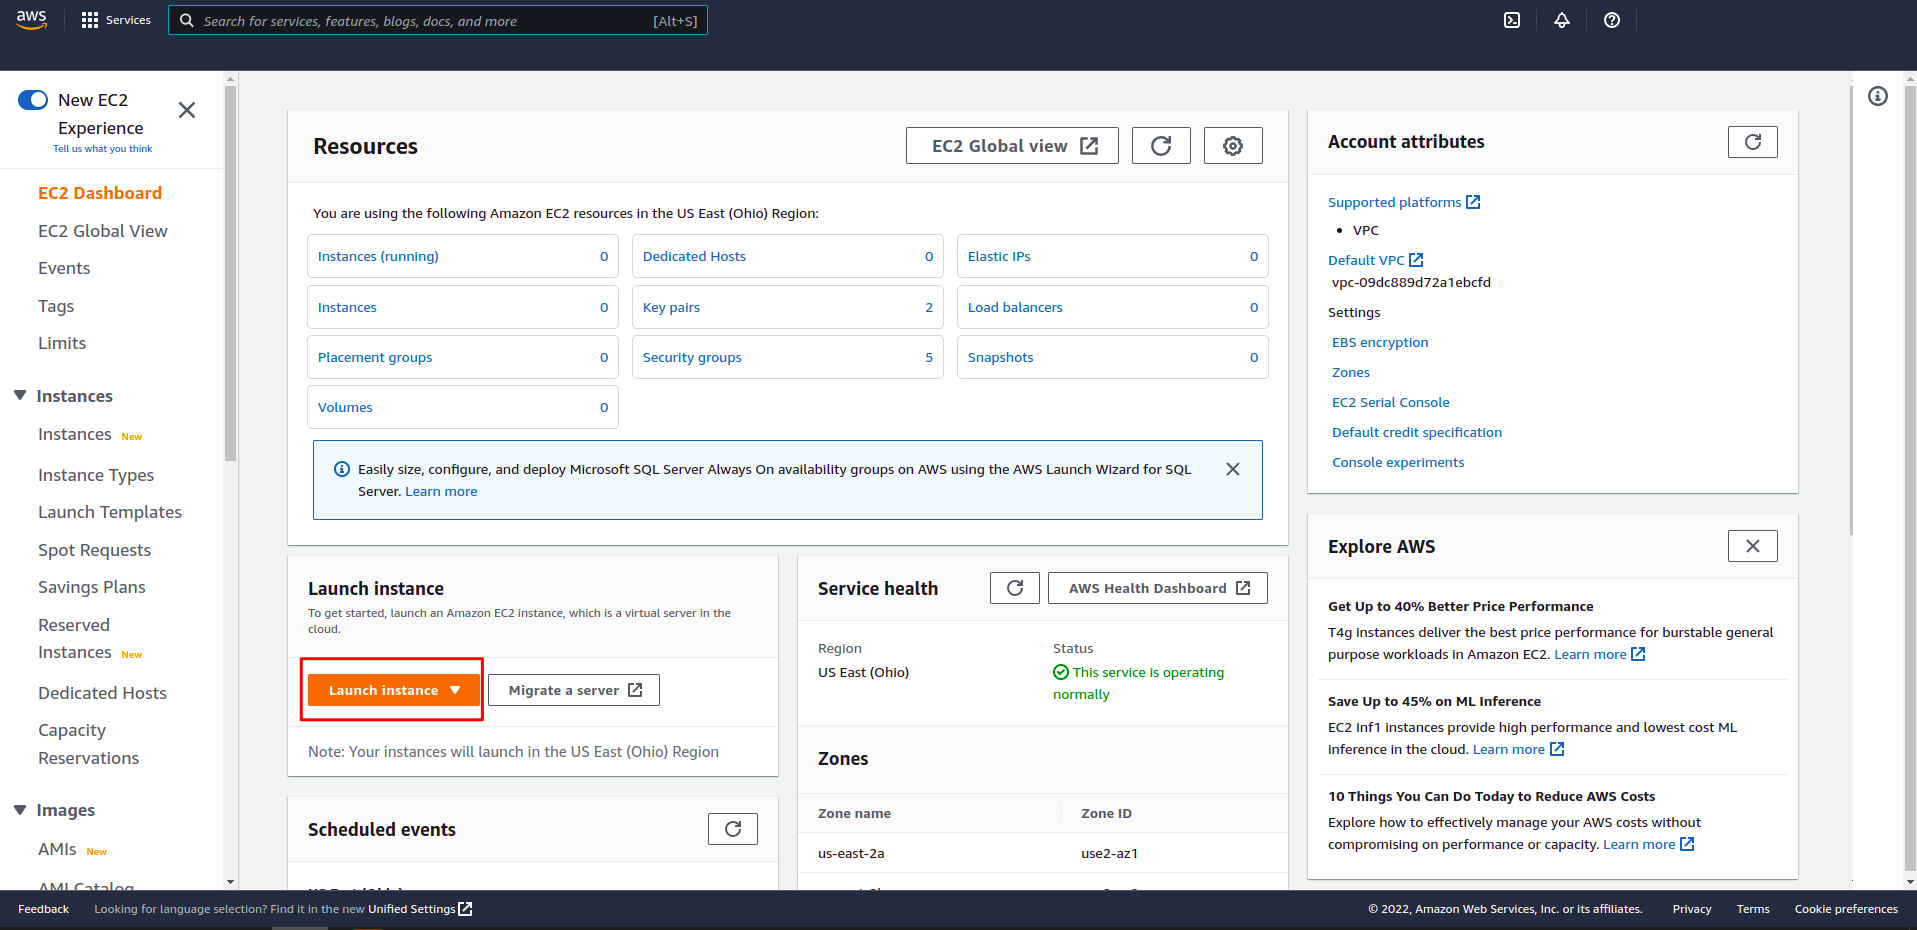 aws
Services
Search for services, features, blogs, docs, and more
[Alt+S]
New EC2
Experience
Tell us what you think
EC2 Dashboard
EC2 Global View
Events
Tags
Limits
Instances
Instances New
Instance Types
Launch Templates
Spot Requests
Savings Plans
Reserved
Instances New
Dedicated Hosts
Capacity
Reservations
Images
AMIs New
AMI Catalog
Resources
EC2 Global view
You are using the following Amazon EC2 resources in the US East (Ohio) Region:
Instances (running) 0
Dedicated Hosts 0
Elastic IPs 0
Instances 0
Key pairs 2
Load balancers 0
Placement groups 0
Security groups 5
Snapshots 0
Volumes 0
Easily size, configure, and deploy Microsoft SQL Server Always On availability groups on AWS using the AWS Launch Wizard for SQL
Server. Learn more
Launch instance
To get started, launch an Amazon EC2 instance, which is a virtual server in the
cloud.
Launch instance
Migrate a server
Note: Your instances will launch in the US East (Ohio) Region
Scheduled events
US East (Ohio)
Service health
AWS Health Dashboard
Region
US East (Ohio)
Status
This service is operating
normally
Zones
Zone name Zone ID
us-east-2a use2-az1
Account attributes
Supported platforms
• VPC
Default VPC
vpc-09dc889d72a1ebcfd
Settings
EBS encryption
Zones
EC2 Serial Console
Default credit specification
Console experiments
Explore AWS
Get Up to 40% Better Price Performance
T4g instances deliver the best price performance for burstable general
purpose workloads in Amazon EC2. Learn more
Save Up to 45% on ML Inference
EC2 Inf1 instances provide high performance and lowest cost ML
inference in the cloud. Learn more
10 Things You Can Do Today to Reduce AWS Costs
Explore how to effectively manage your AWS costs without
compromising on performance or capacity. Learn more
Feedback
Looking for language selection? Find it in the new Unified Settings
© 2022, Amazon Web Services, Inc. or its affiliates.
Privacy
Terms
Cookie preferences